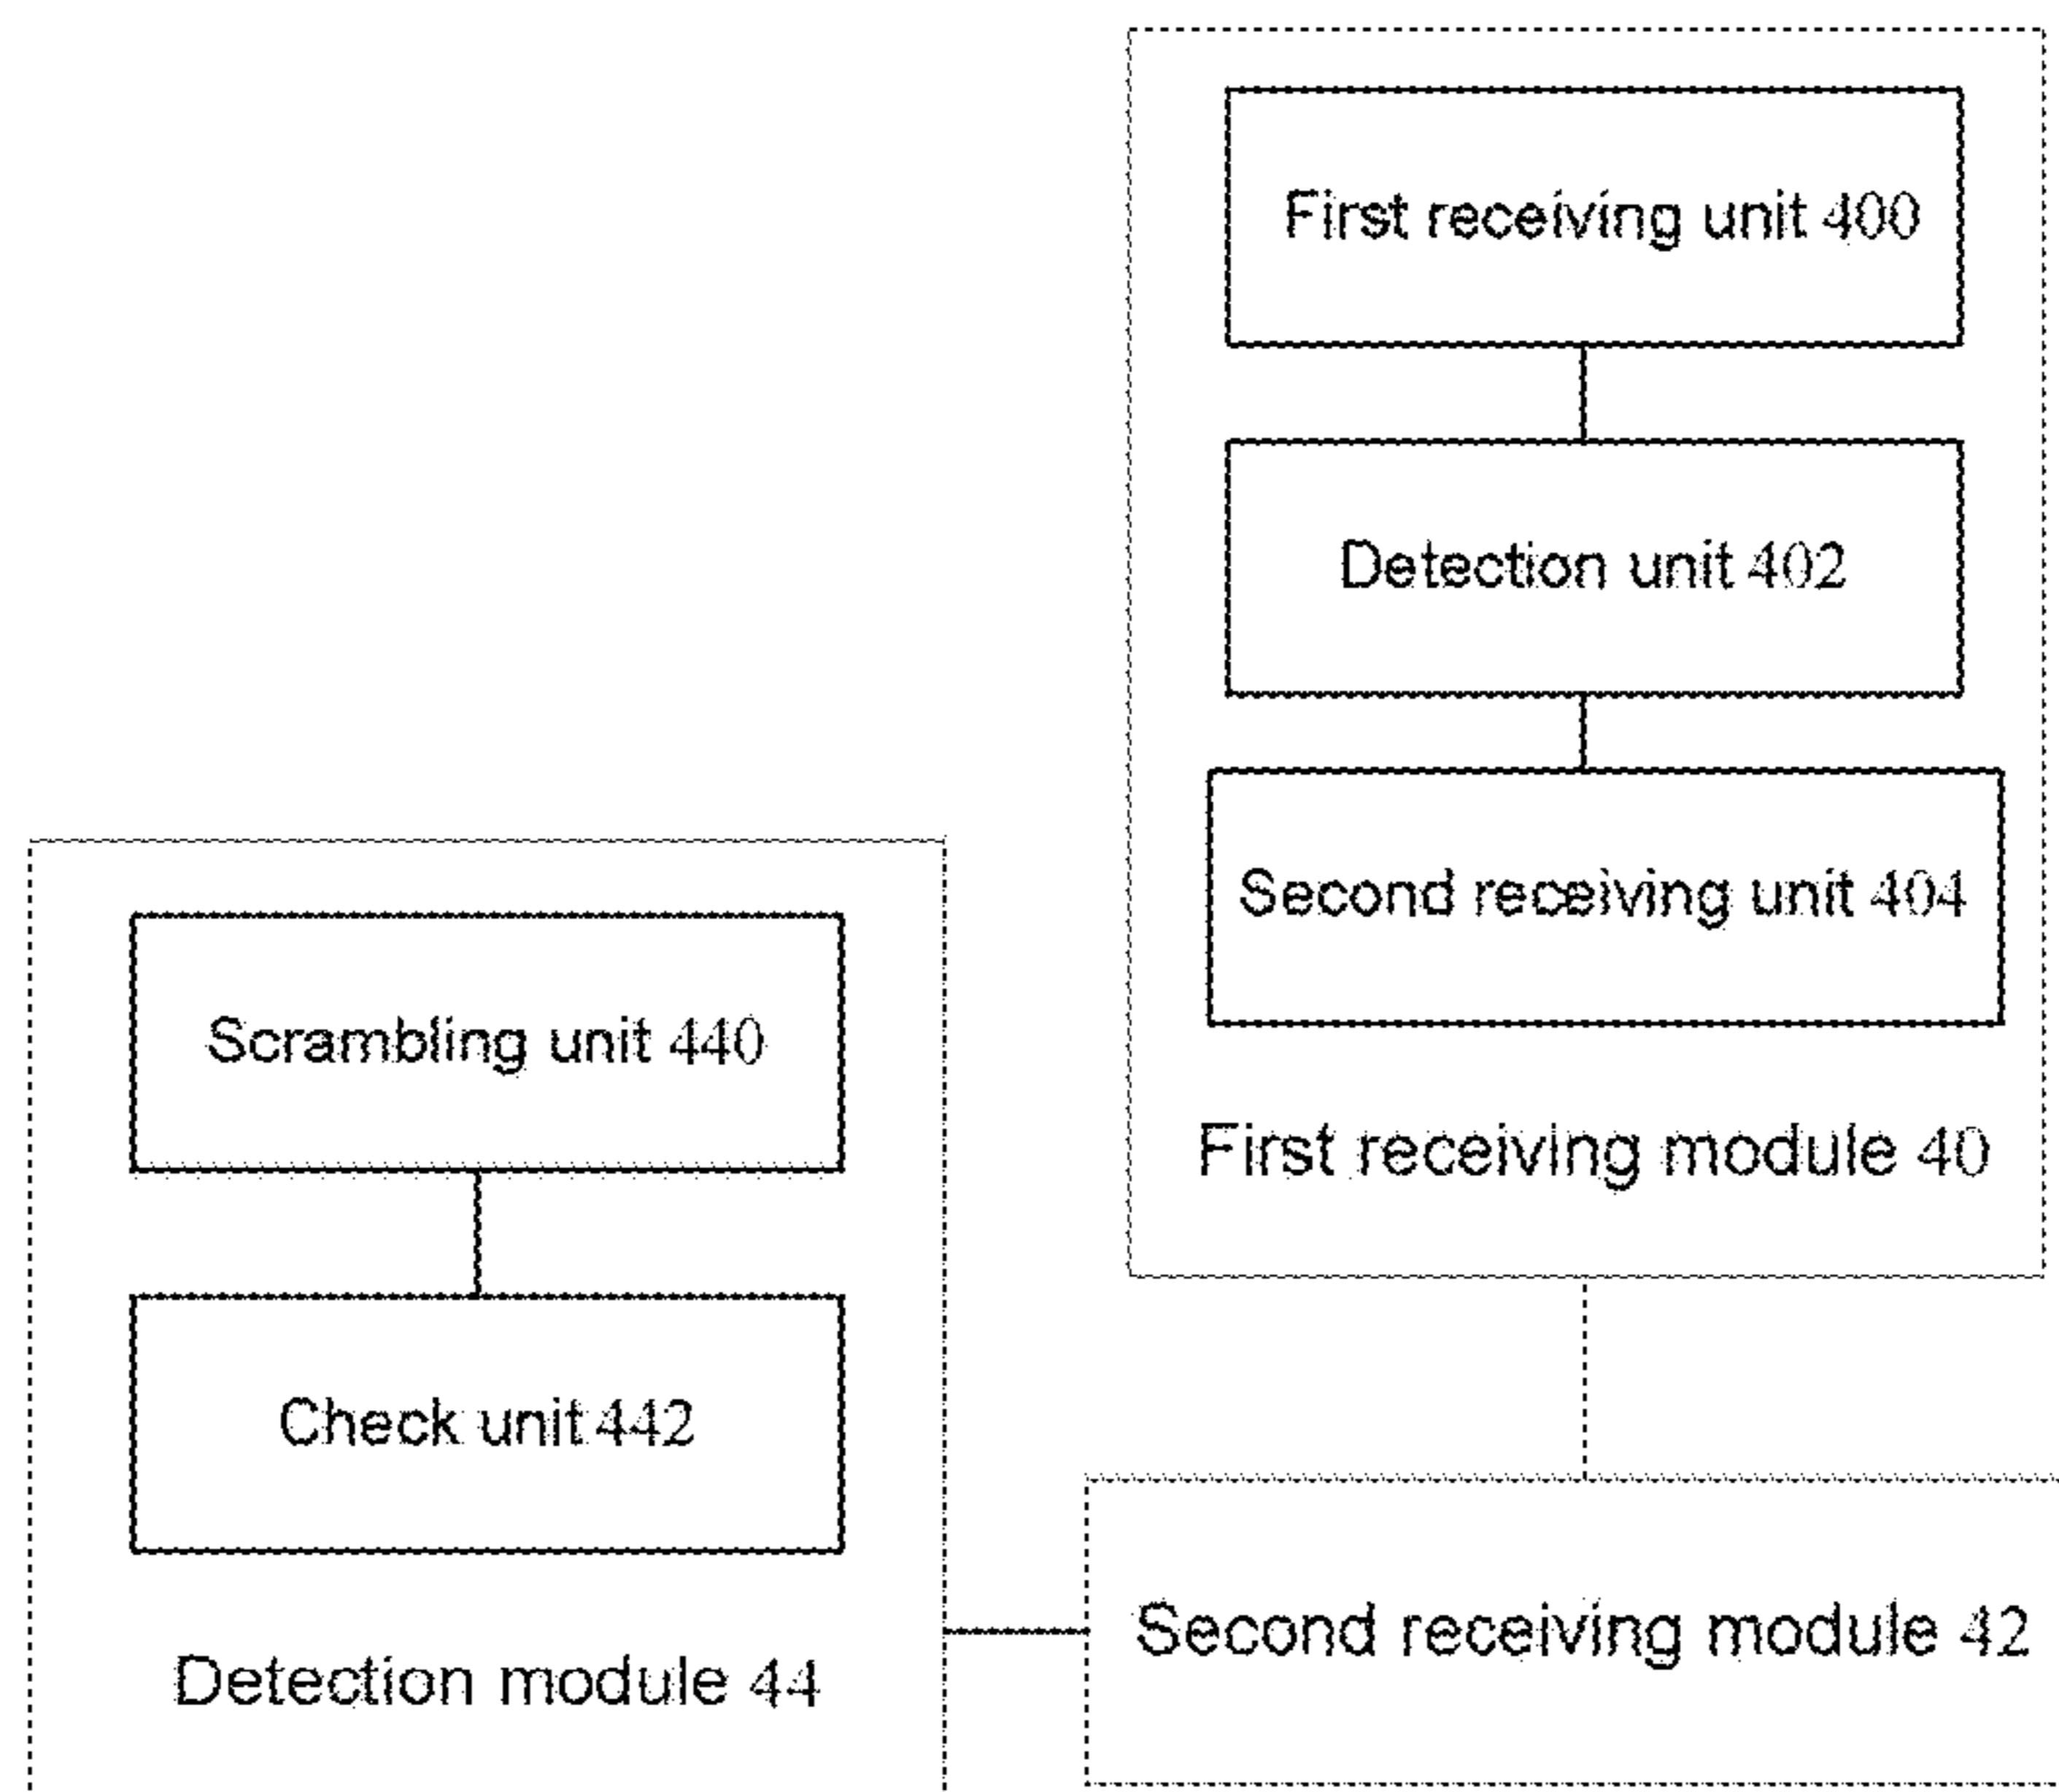 First receiving unit 400
Detection unit 402
Second receiving unit 404
First receiving module 40
Scrambling unit 440
Check unit 442
Detection module 44
Second receiving module 42